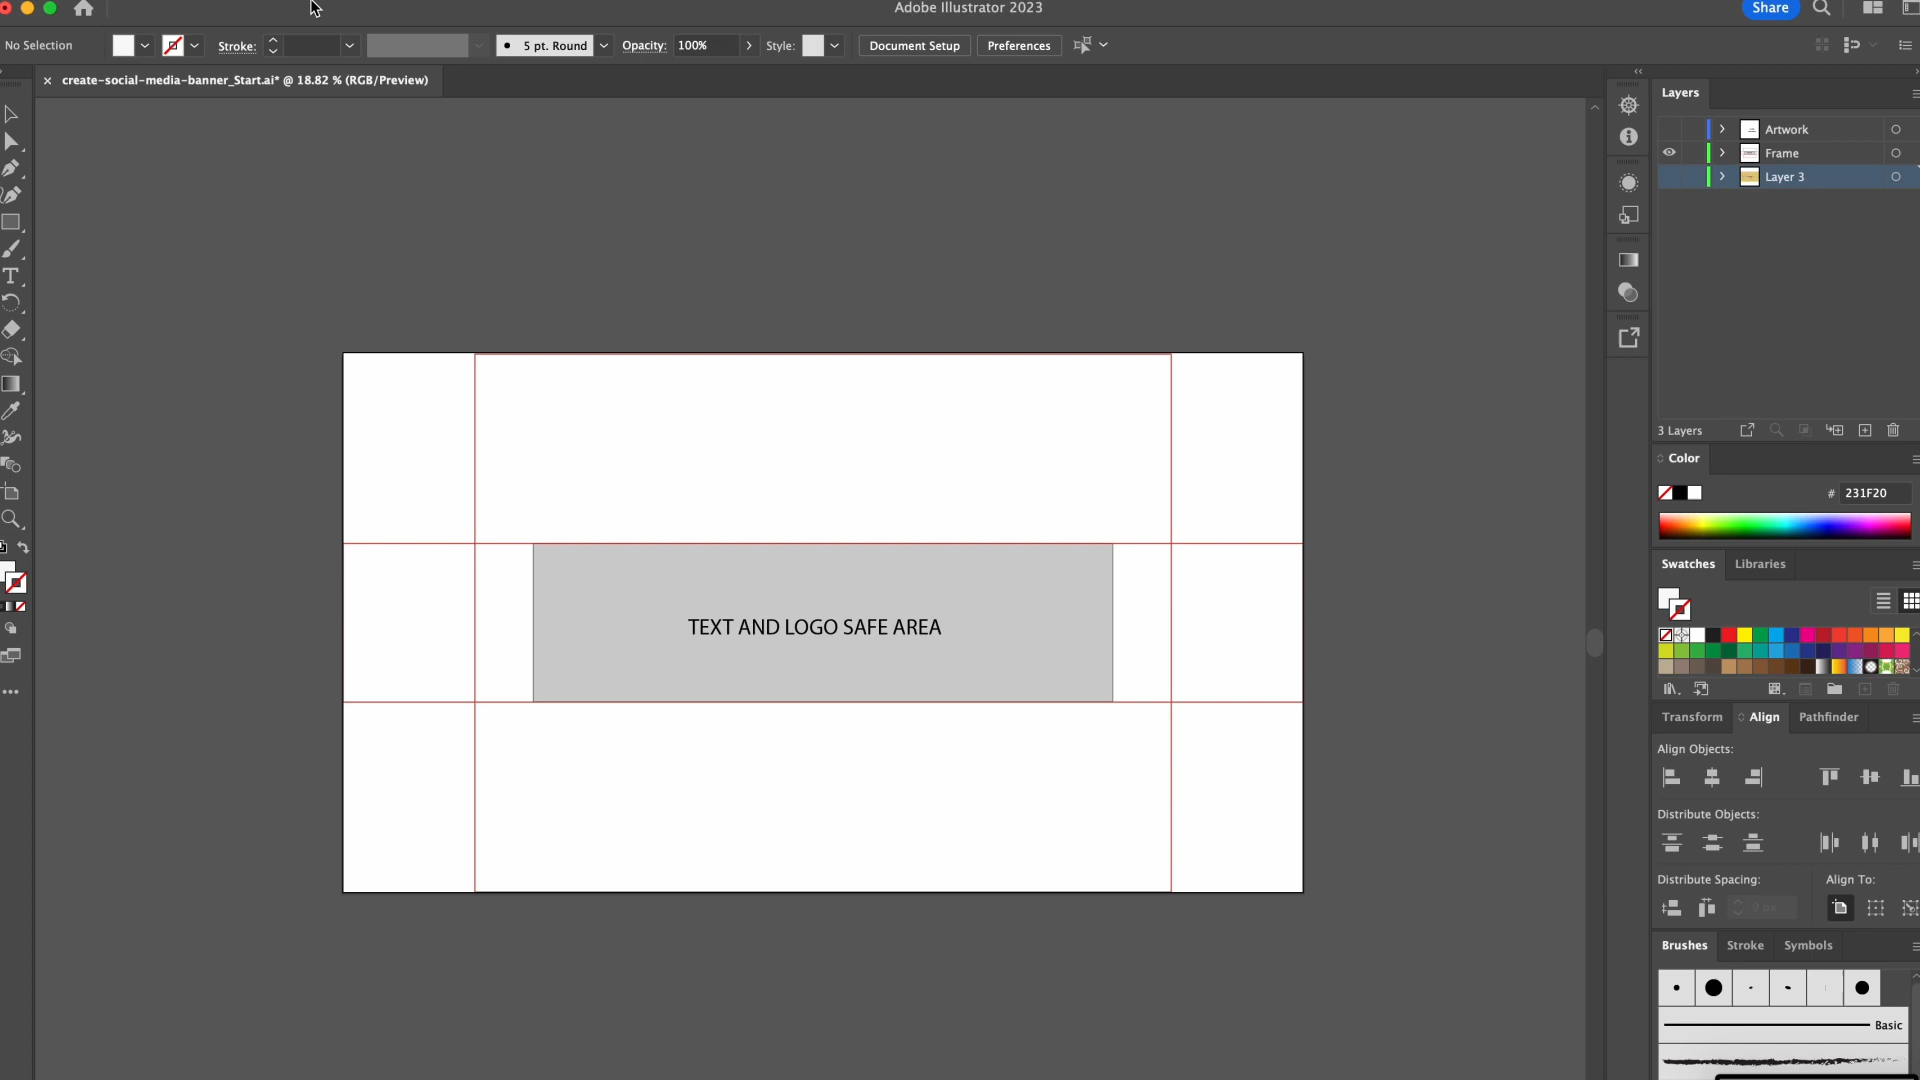 Adobe Illustrator 2023
Share
No Selection
Stroke:
5 pt. Round
Opacity:
100%
Style:
Document Setup
Preferences
create-social-media-banner_Start.ai* @ 18.82 % (RGB/Preview)
Layers
Artwork
Frame
Layer 3
3 Layers
Color
# 231F20
Swatches
Libraries
TEXT AND LOGO SAFE AREA
Transform
Align
Pathfinder
Align Objects:
Distribute Objects:
Distribute Spacing:
Align To:
0 px
Brushes
Stroke
Symbols
Basic